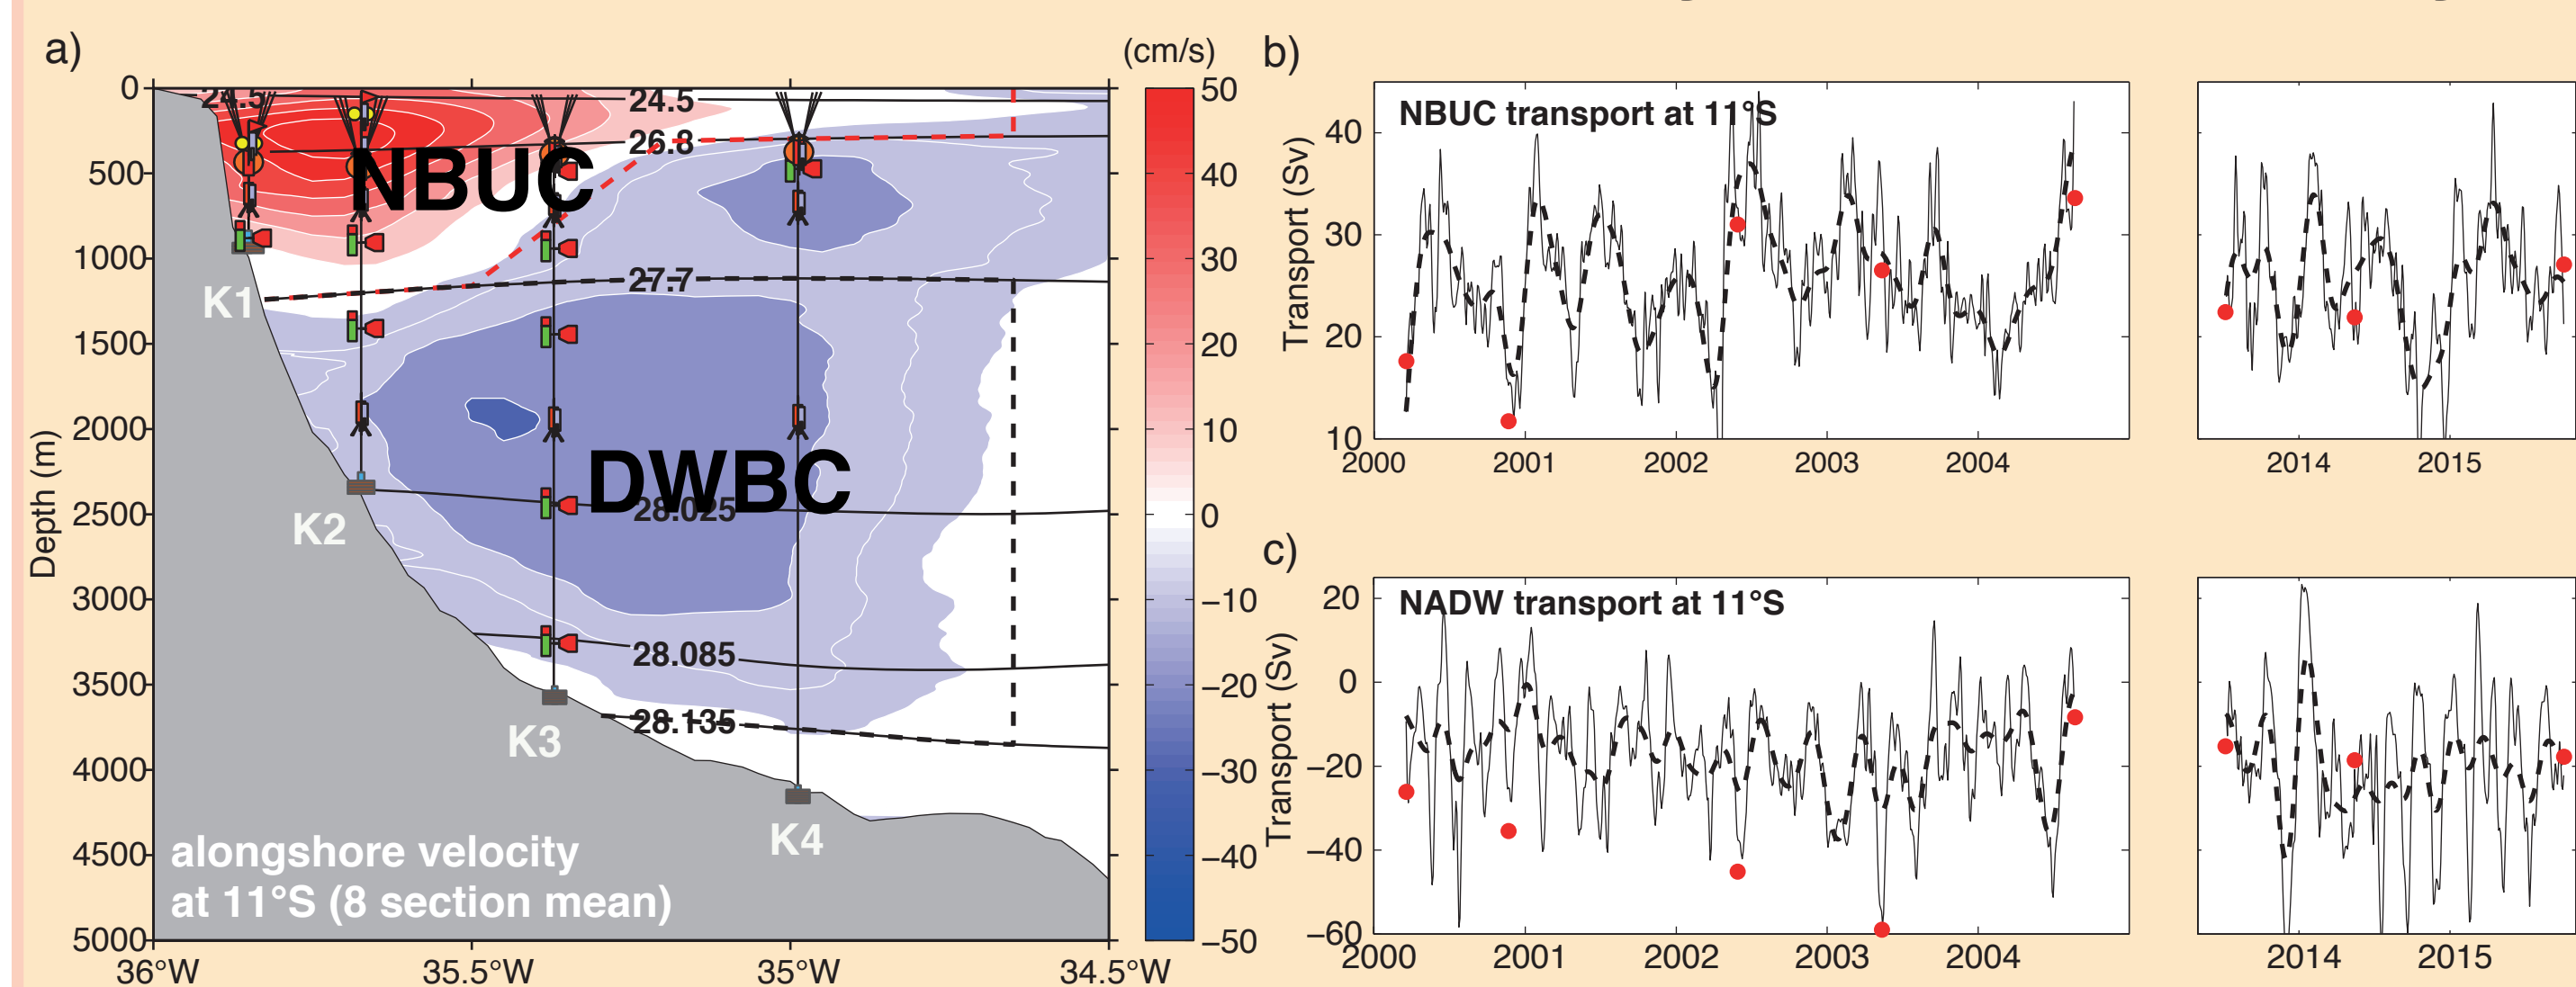 a)
(cm/s)
0
500
1000
1500
2000
2500
3000
3500
4000
4500
5000
Depth (m)
36°W
35.5°W
35°W
34.5°W
24.5
24.5
26.8
NBUC
27.7
K1
DWBC
28.025
K2
28.085
28.135
K3
K4
alongshore velocity
at 11°S (8 section mean)
50
40
30
20
10
0
−10
−20
−30
−40
−50
b)
NBUC transport at 11°S
Transport (Sv)
40
30
20
10
2000
2001
2002
2003
2004
2014
2015
c)
NADW transport at 11°S
Transport (Sv)
20
0
−20
−40
−60
2000
2001
2002
2003
2004
2014
2015